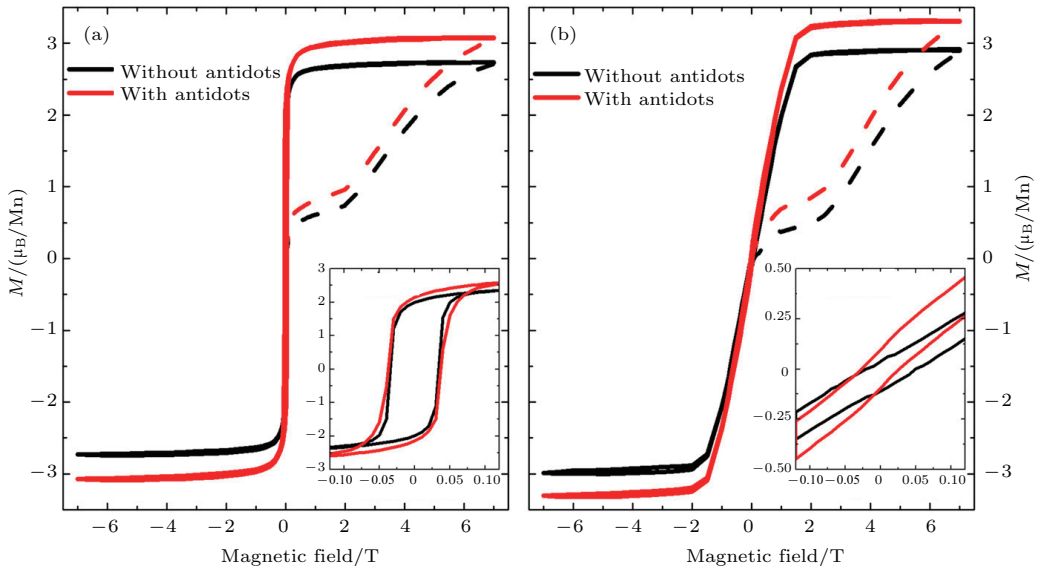 (a)
Without antidots
With antidots
3
2
1
0
−1
−2
−3
M/(μB/Mn)
−6 −4 −2 0 2 4 6
Magnetic field/T
3
2
1
0
−1
−2
−3
−0.10 −0.05 0 0.05 0.10
(b)
Without antidots
With antidots
3
2
1
0
−1
−2
−3
M/(μB/Mn)
−6 −4 −2 0 2 4 6
Magnetic field/T
0.50
0.25
0
−0.25
−0.50
−0.10 −0.05 0 0.05 0.10